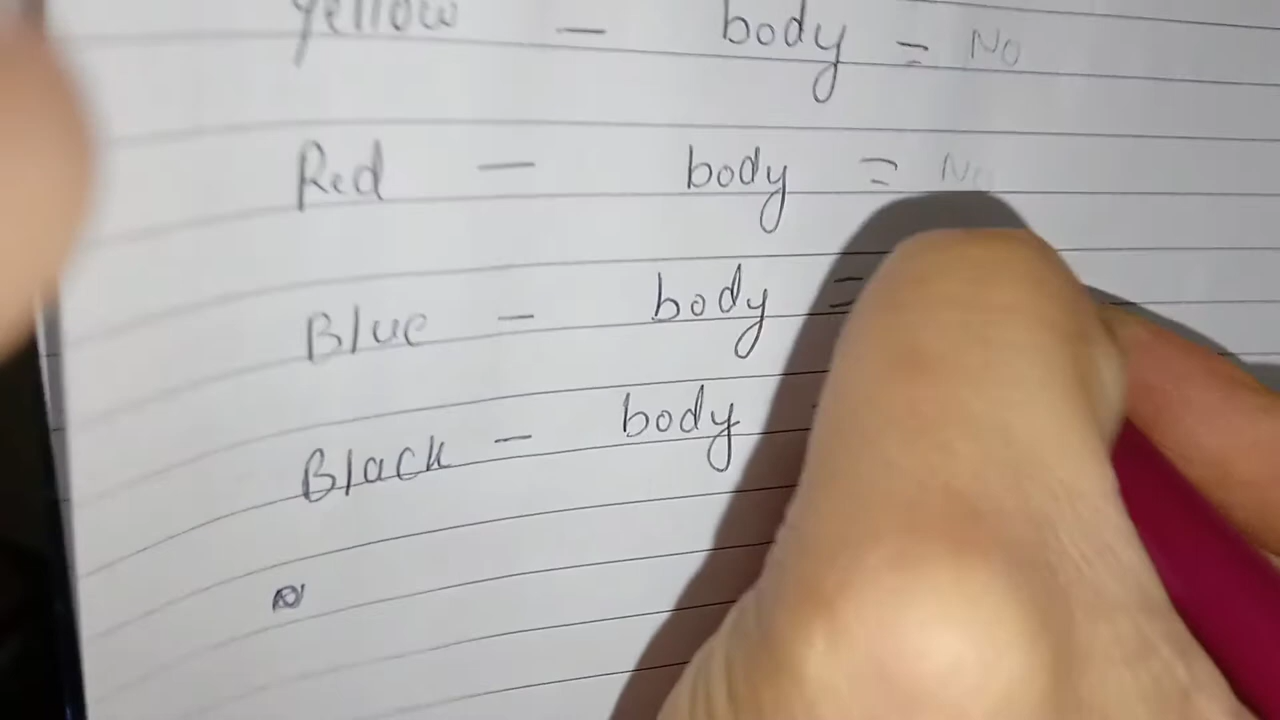 Yellow — body = No
Red — body = No
Blue — body =
Black — body